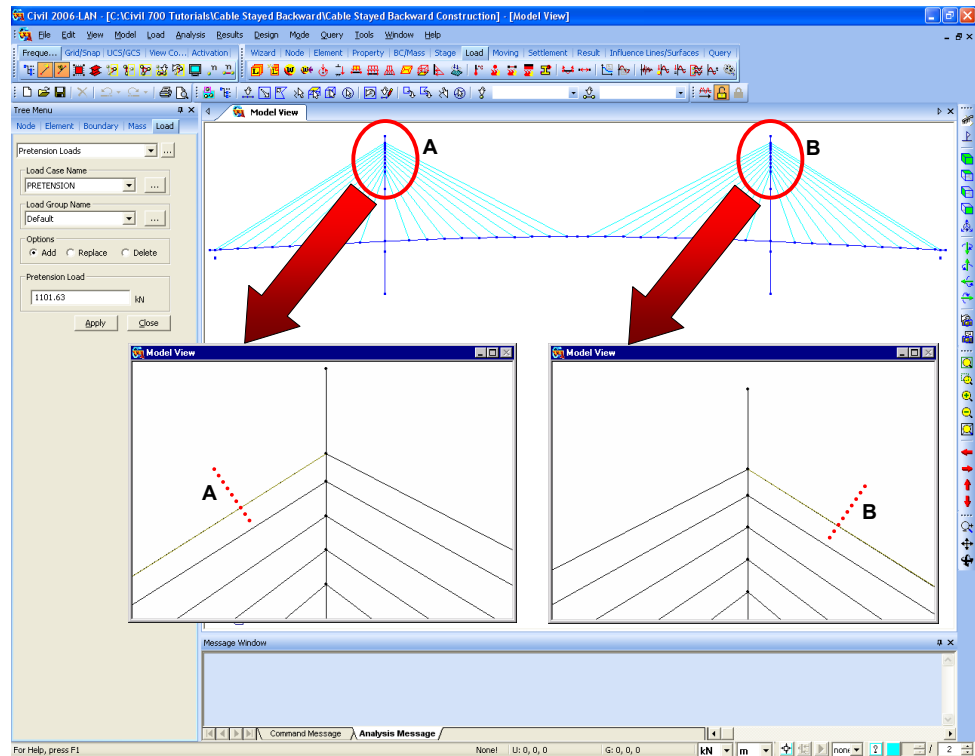 Civil 2006-LAN - [C:\Civil 700 Tutorials\Cable Stayed Backward\Cable Stayed Backward Construction] - [Model View]
File Edit View Model Load Analysis Results Design Mode Query Tools Window Help
Freque... Grid/Snap UCS/GCS View Co... Activation Wizard Node Element Property BC/Mass Stage Load Moving Settlement Result Influence Lines/Surfaces Query
Tree Menu
Model View
Node Element Boundary Mass Load
Pretension Loads
...
Load Case Name
PRETENSION
...
Load Group Name
Default
...
Options
Add Replace Delete
Pretension Load
1101.63
kN
Apply Close
A
B
Model View
A
Model View
B
Message Window
Command Message Analysis Message
For Help, press F1
None! U: 0, 0, 0 G: 0, 0, 0 kN m non ? / 2